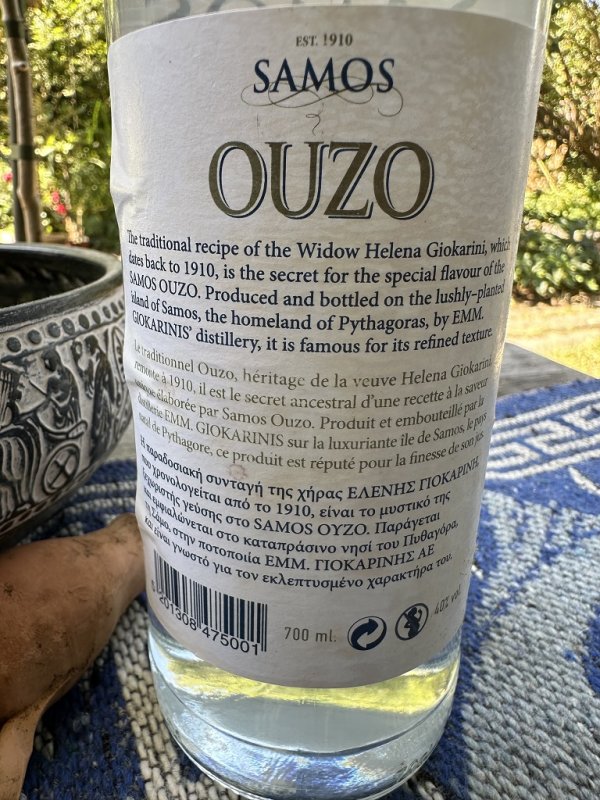 EST. 1910
SAMOS
OUZO
The traditional recipe of the Widow Helena Giokarini, which
dates back to 1910, is the secret for the special flavour of the
SAMOS OUZO. Produced and bottled on the lushly-planted
island of Samos, the homeland of Pythagoras, by EMM.
GIOKARINIS' distillery, it is famous for its refined texture.
Le traditionnel Ouzo, héritage de la veuve Helena Giokarini
remonte à 1910, il est le secret ancestral d'une recette à la saveur
élaborée par Samos Ouzo. Produit et embouteillé par la
distillerie EMM. GIOKARINIS sur la luxuriante île de Samos, le pays
natal de Pythagore, ce produit est réputé pour la finesse de son
Η παραδοσιακή συνταγή της χήρας ΕΛΕΝΗΣ ΓΙΟΚΑΡΙΝΗ,
που χρονολογείται από το 1910, είναι το μυστικό της
ξεχωριστής γεύσης στο SAMOS ΟΥΖΟ. Παράγεται
και εμφιαλώνεται στο καταπράσινο νησί του Πυθαγόρα,
τη Σάμο, στην ποτοποιία ΕΜΜ. ΓΙΟΚΑΡΙΝΗΣ ΑΕ
και είναι γνωστό για τον εκλεπτυσμένο χαρακτήρα του.
5 201308 475001
700 ml.
40% vol